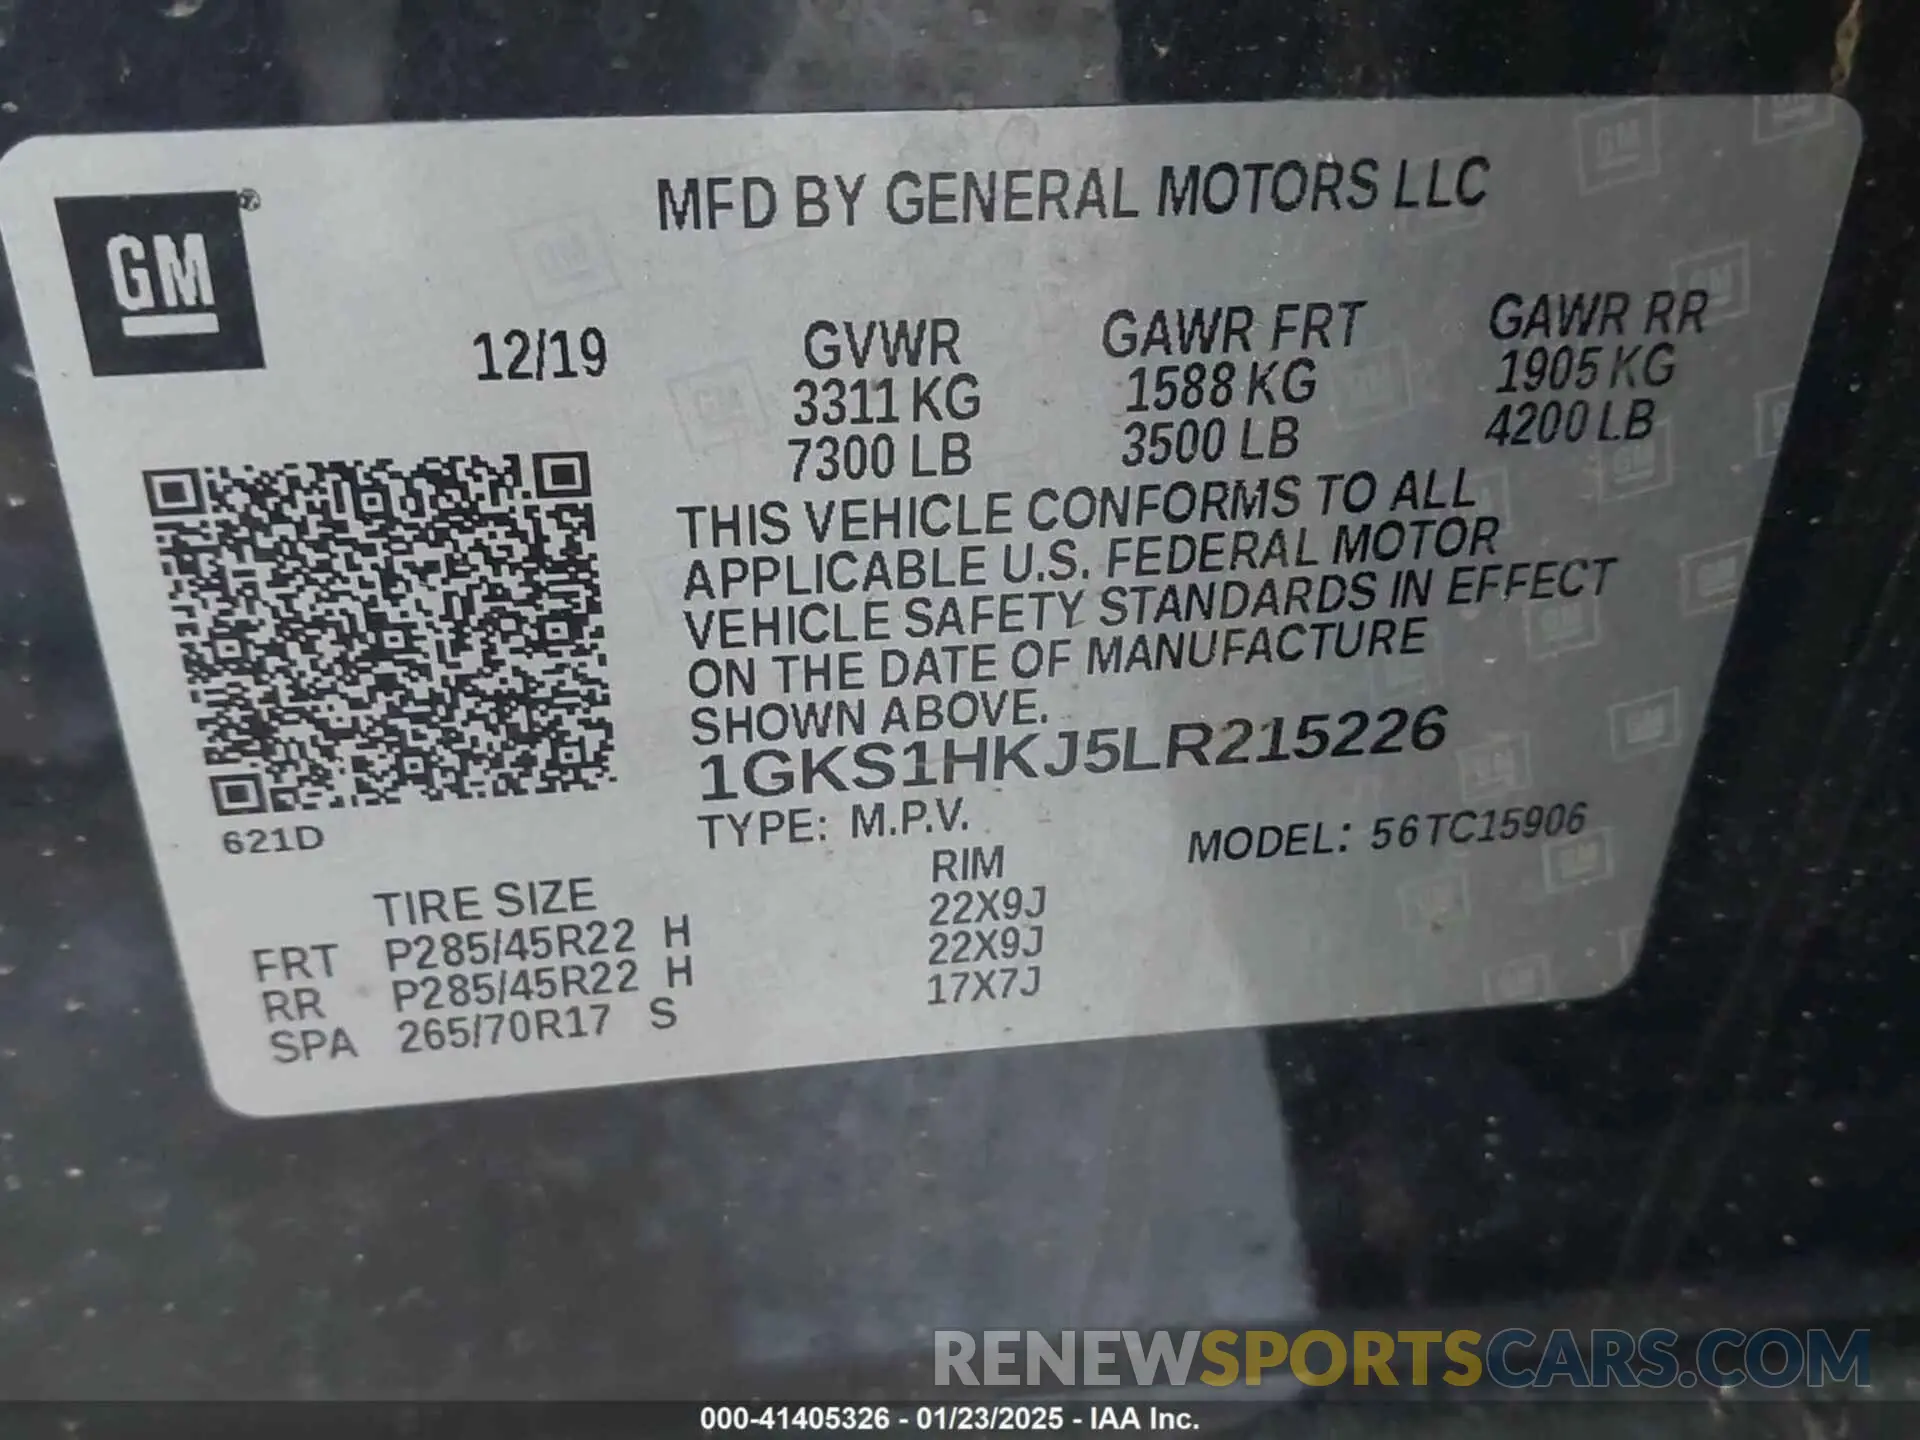 MFD BY GENERAL MOTORS LLC
GM®
12/19 GVWR GAWR FRT GAWR RR
3311 KG 1588 KG 1905 KG
7300 LB 3500 LB 4200 LB
THIS VEHICLE CONFORMS TO ALL
APPLICABLE U.S. FEDERAL MOTOR
VEHICLE SAFETY STANDARDS IN EFFECT
ON THE DATE OF MANUFACTURE
SHOWN ABOVE.
1GKS1HKJ5LR215226
621D
TYPE: M.P.V. MODEL: 56TC15906
TIRE SIZE RIM
FRT P285/45R22 H 22X9J
RR P285/45R22 H 22X9J
SPA 265/70R17 S 17X7J
RENEWSPORTSCARS.COM
000-41405326 - 01/23/2025 - IAA Inc.